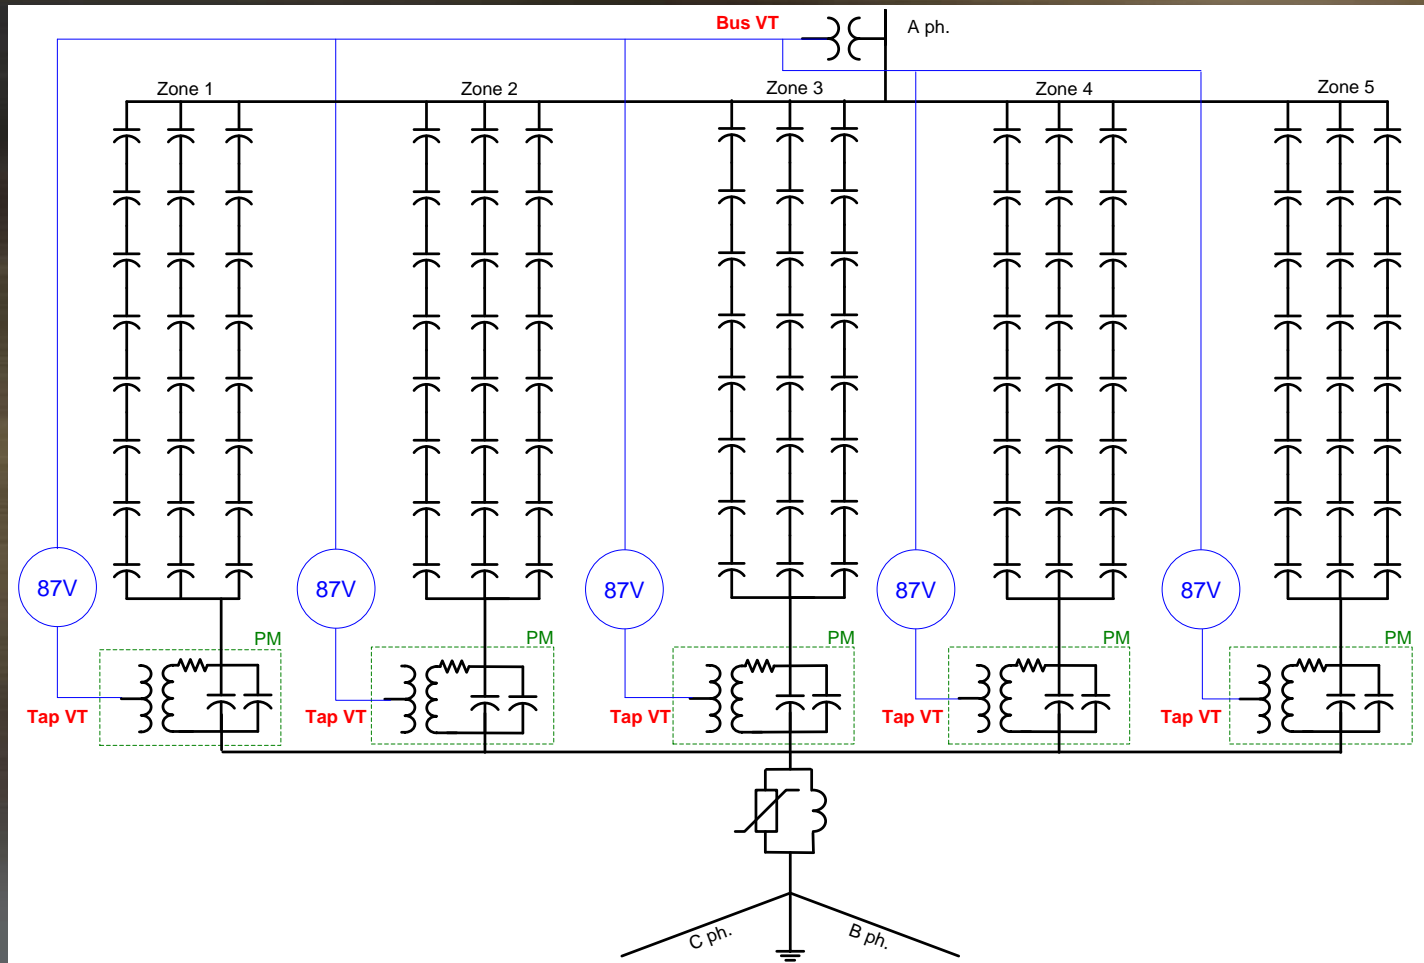 Bus VT
A ph.
Zone 1
Zone 2
Zone 3
Zone 4
Zone 5
87V
87V
87V
87V
87V
PM
PM
PM
PM
PM
Tap VT
Tap VT
Tap VT
Tap VT
Tap VT
C ph.
B ph.